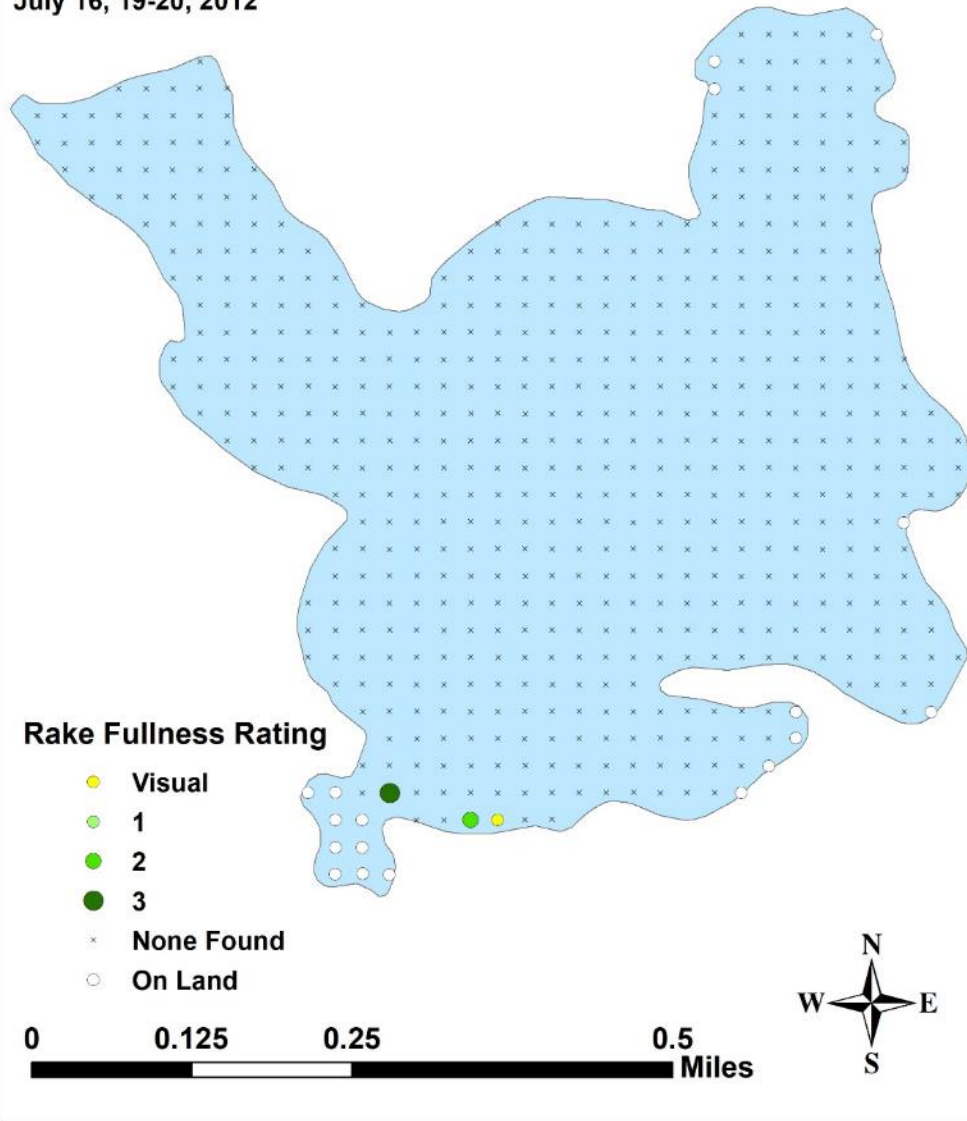 July 16, 19-20, 2012
Rake Fullness Rating
Visual
1
2
3
None Found
On Land
N
W E
S
0 0.125 0.25 0.5
Miles